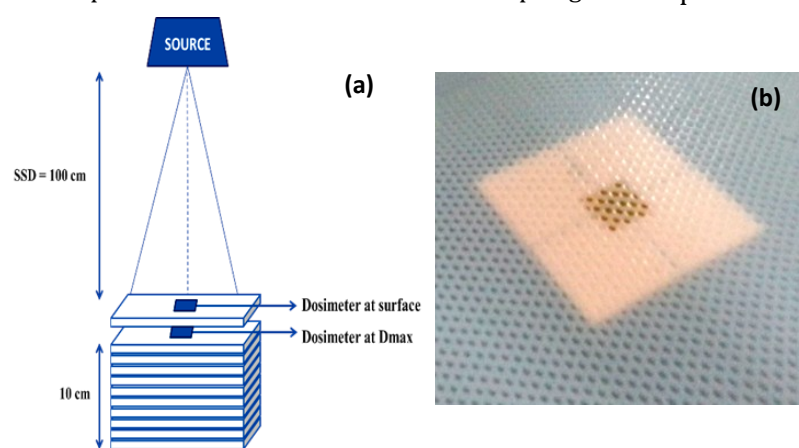 SOURCE
(a)
(b)
SSD = 100 cm
Dosimeter at surface
Dosimeter at Dmax
10 cm